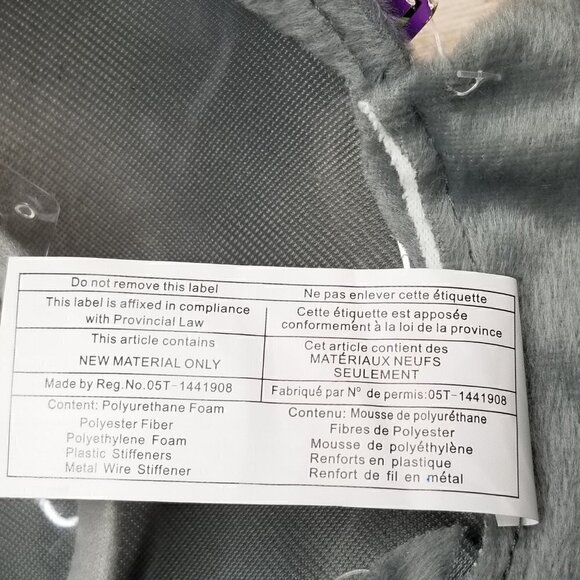 Do not remove this label
Ne pas enlever cette étiquette
This label is affixed in compliance
with Provincial Law
Cette étiquette est apposée
conformément à la loi de la province
This article contains
NEW MATERIAL ONLY
Cet article contient des
MATÉRIAUX NEUFS
SEULEMENT
Made by Reg.No.05T-1441908
Fabriqué par N° de permis:05T-1441908
Content: Polyurethane Foam
Polyester Fiber
Polyethylene Foam
Plastic Stiffeners
Metal Wire Stiffener
Contenu: Mousse de polyuréthane
Fibres de Polyester
Mousse de polyéthylène
Renforts en plastique
Renfort de fil en métal